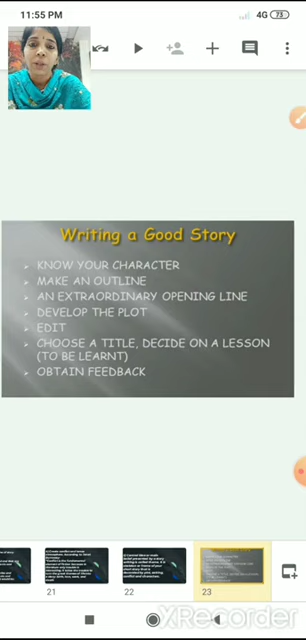 11:55 PM
4G 73
Writing a Good Story
➤ KNOW YOUR CHARACTER
➤ MAKE AN OUTLINE
➤ AN EXTRAORDINARY OPENING LINE
➤ DEVELOP THE PLOT
➤ EDIT
➤ CHOOSE A TITLE, DECIDE ON A LESSON
(TO BE LEARNT)
➤ OBTAIN FEEDBACK
21
22
23
XRecorder